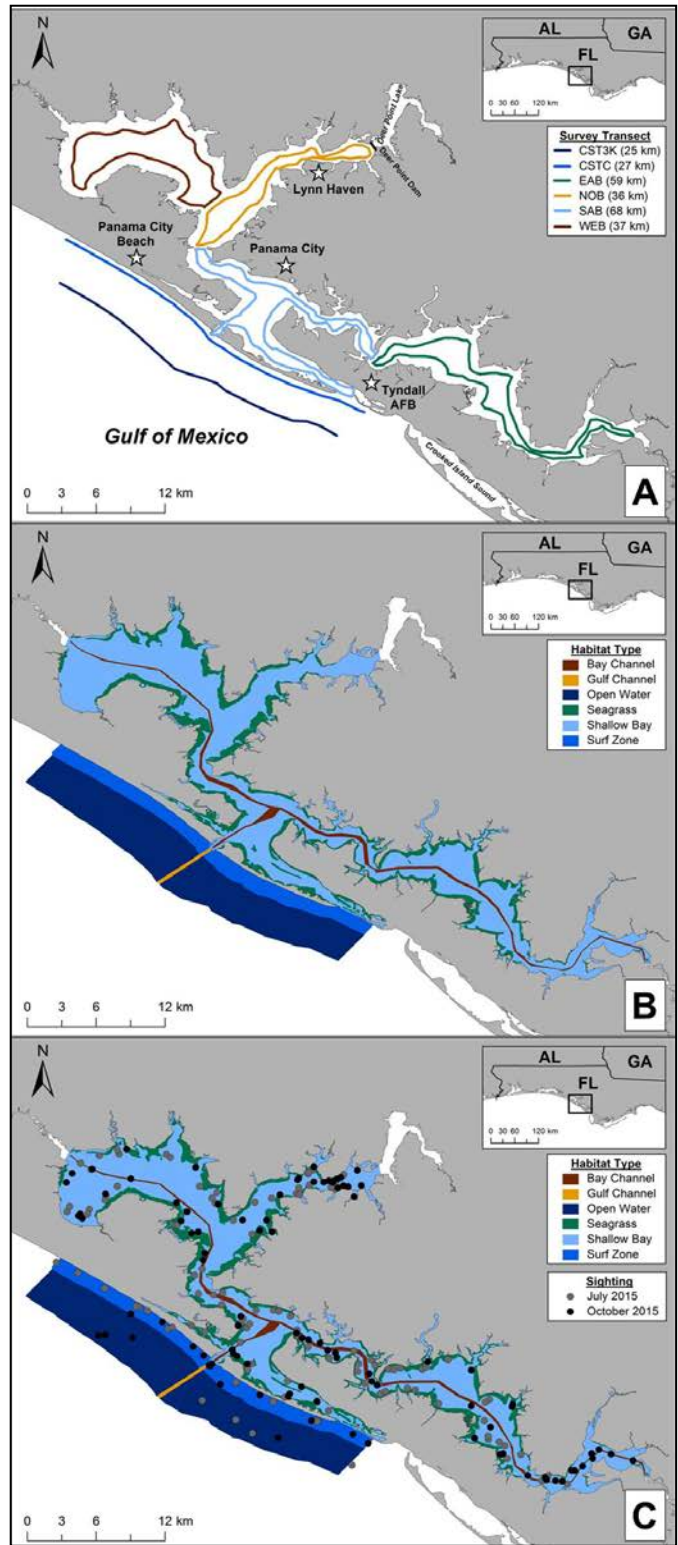 N
AL
GA
FL
0 30 60 120 km
Survey Transect
CST3K (25 km)
CSTC (27 km)
EAB (59 km)
NOB (36 km)
SAB (68 km)
WEB (37 km)
Deer Point Lake
Deer Point Dam
Lynn Haven
Panama City
Beach
Panama City
Tyndall
AFB
Gulf of Mexico
Crooked Island Sound
0 3 6 12 km
A
N
AL
GA
FL
0 30 60 120 km
Habitat Type
Bay Channel
Gulf Channel
Open Water
Seagrass
Shallow Bay
Surf Zone
0 3 6 12 km
B
N
AL
GA
FL
0 30 60 120 km
Habitat Type
Bay Channel
Gulf Channel
Open Water
Seagrass
Shallow Bay
Surf Zone
Sighting
July 2015
October 2015
0 3 6 12 km
C